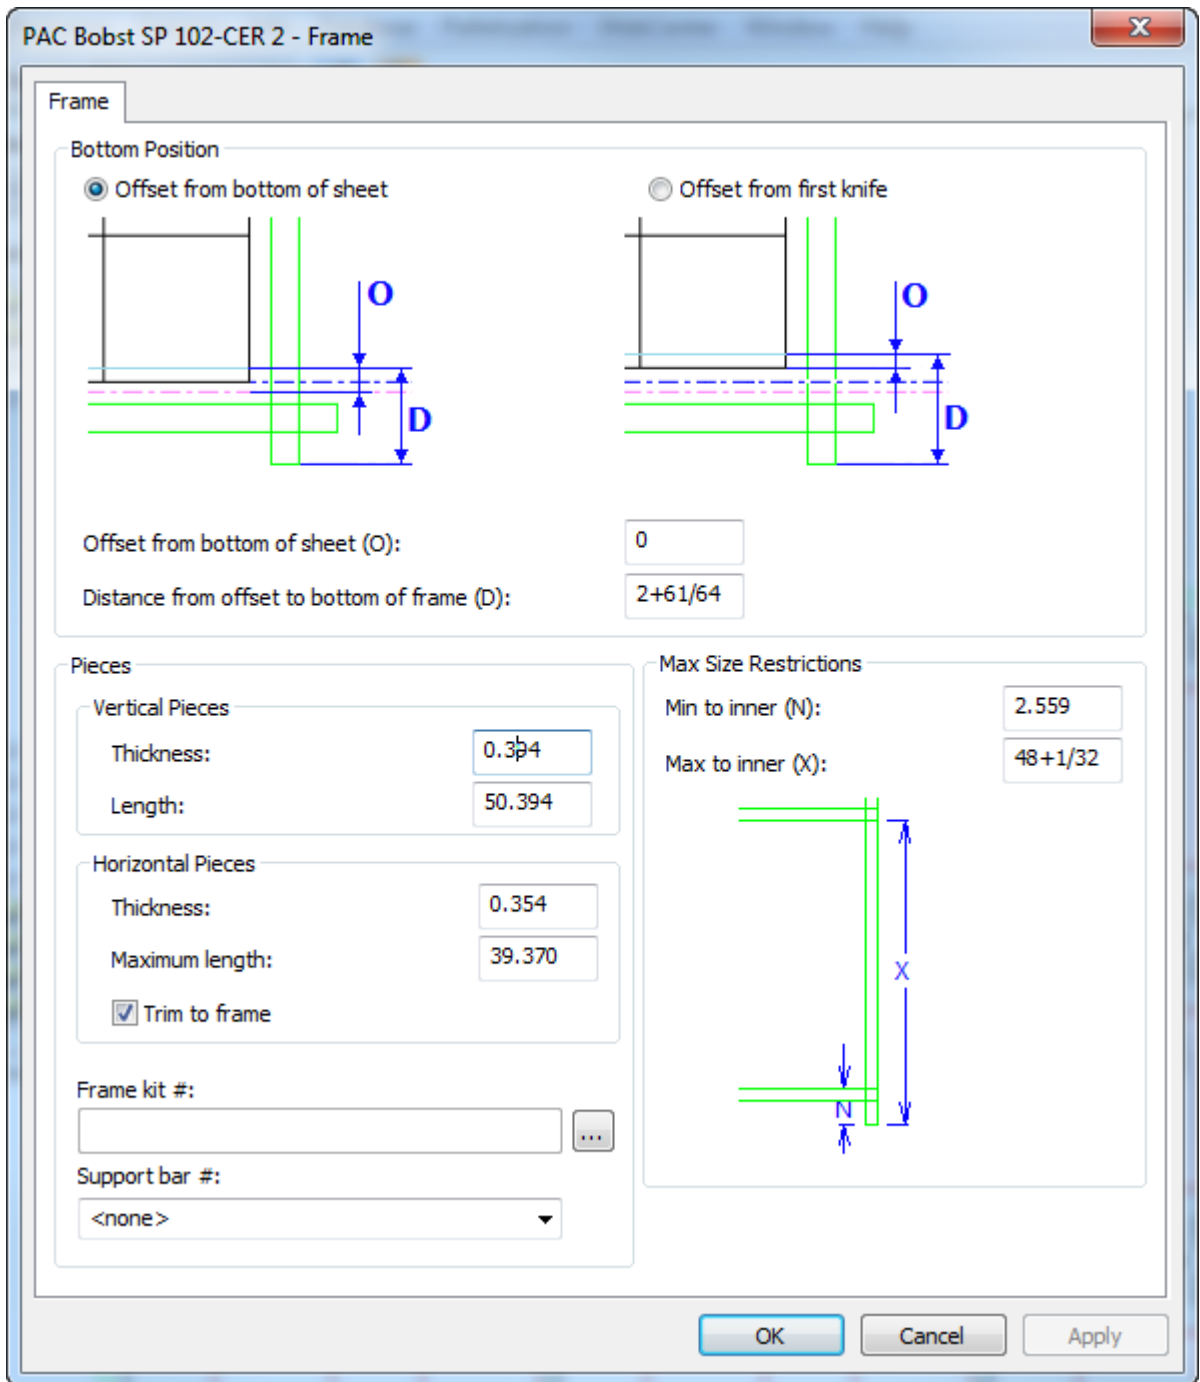 PAC Bobst SP 102-CER 2 - Frame
Frame
Bottom Position
Offset from bottom of sheet
Offset from first knife
O
D
O
D
Offset from bottom of sheet (O):
0
Distance from offset to bottom of frame (D):
2+61/64
Pieces
Vertical Pieces
Thickness:
0.394
Length:
50.394
Horizontal Pieces
Thickness:
0.354
Maximum length:
39.370
Trim to frame
Frame kit #:
...
Support bar #:
<none>
Max Size Restrictions
Min to inner (N):
2.559
Max to inner (X):
48+1/32
X
N
OK
Cancel
Apply